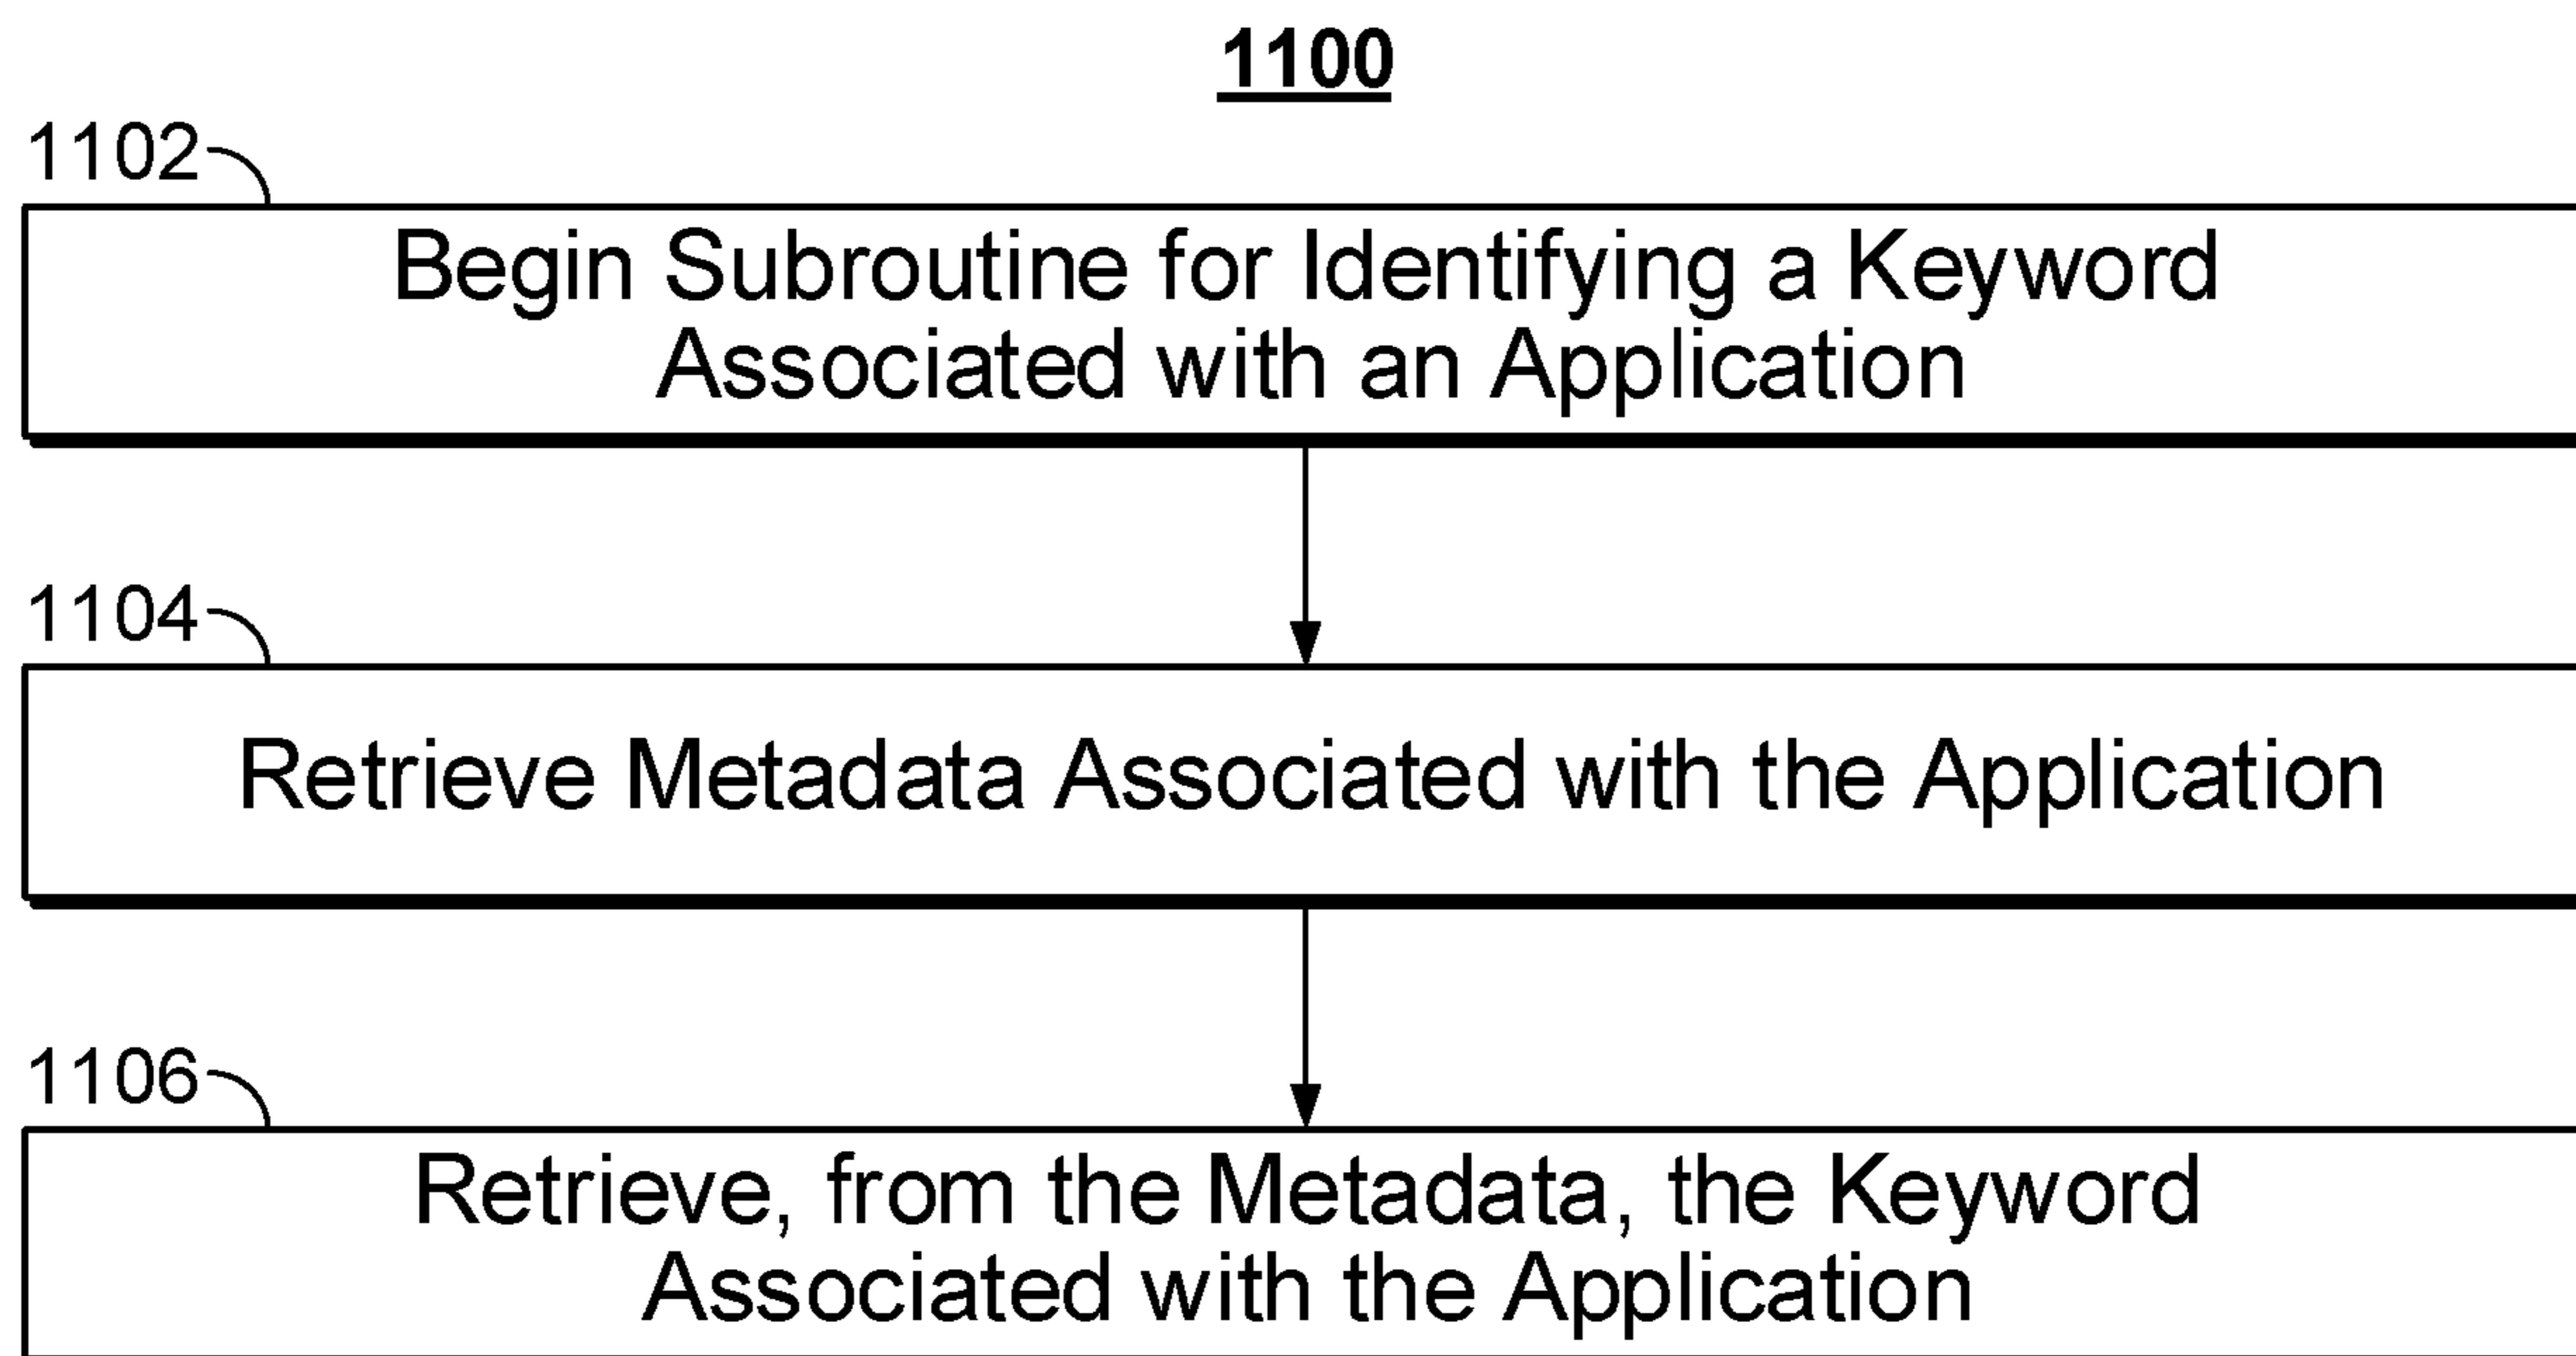 1100
1102
Begin Subroutine for Identifying a Keyword
Associated with an Application
1104
Retrieve Metadata Associated with the Application
1106
Retrieve, from the Metadata, the Keyword
Associated with the Application